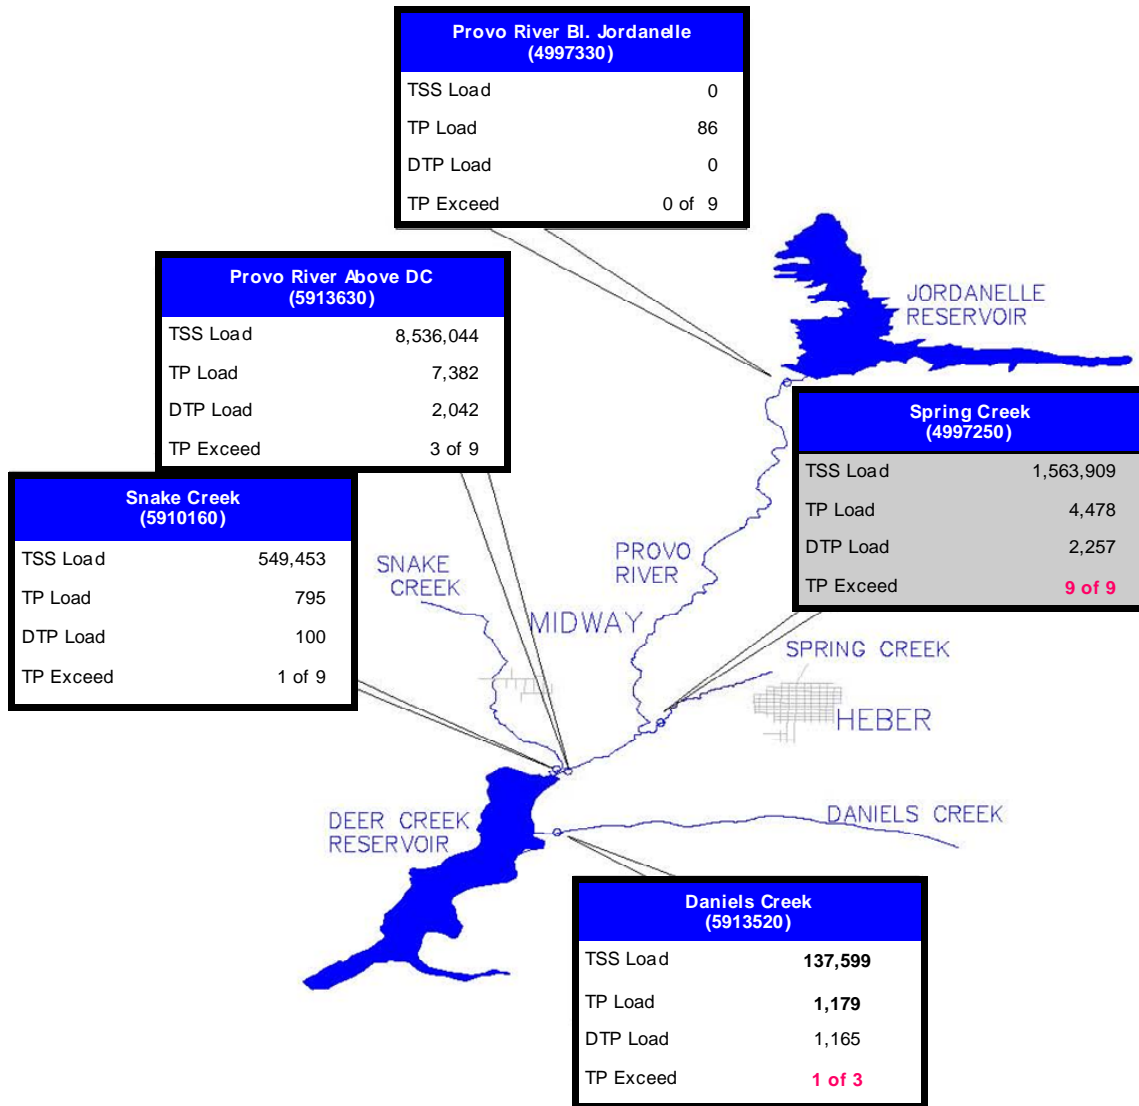 Provo River Bl. Jordanelle
(4997330)
TSS Load 0
TP Load 86
DTP Load 0
TP Exceed 0 of 9
Provo River Above DC
(5913630)
TSS Load 8,536,044
TP Load 7,382
DTP Load 2,042
TP Exceed 3 of 9
JORDANELLE
RESERVOIR
Spring Creek
(4997250)
TSS Load 1,563,909
TP Load 4,478
DTP Load 2,257
TP Exceed 9 of 9
Snake Creek
(5910160)
TSS Load 549,453
TP Load 795
DTP Load 100
TP Exceed 1 of 9
SNAKE
CREEK
PROVO
RIVER
MIDWAY
SPRING CREEK
HEBER
DEER CREEK
RESERVOIR
DANIELS CREEK
Daniels Creek
(5913520)
TSS Load 137,599
TP Load 1,179
DTP Load 1,165
TP Exceed 1 of 3